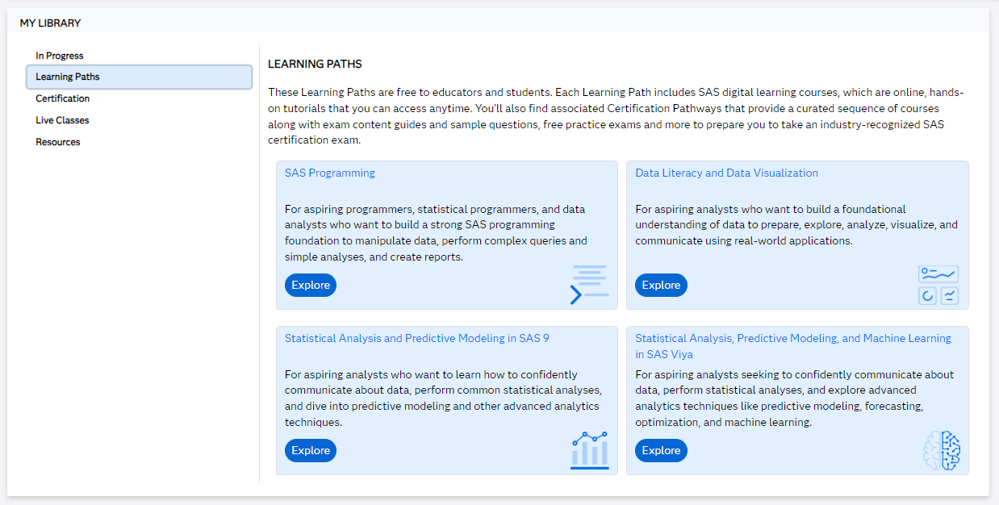 MY LIBRARY
In Progress
Learning Paths
Certification
Live Classes
Resources
LEARNING PATHS
These Learning Paths are free to educators and students. Each Learning Path includes SAS digital learning courses, which are online, hands-
on tutorials that you can access anytime. You'll also find associated Certification Pathways that provide a curated sequence of courses
along with exam content guides and sample questions, free practice exams and more to prepare you to take an industry-recognized SAS
certification exam.
SAS Programming
For aspiring programmers, statistical programmers, and data
analysts who want to build a strong SAS programming
foundation to manipulate data, perform complex queries and
simple analyses, and create reports.
Explore
Data Literacy and Data Visualization
For aspiring analysts who want to build a foundational
understanding of data to prepare, explore, analyze, visualize, and
communicate using real-world applications.
Explore
Statistical Analysis and Predictive Modeling in SAS 9
For aspiring analysts who want to learn how to confidently
communicate about data, perform common statistical analyses,
and dive into predictive modeling and other advanced analytics
techniques.
Explore
Statistical Analysis, Predictive Modeling, and Machine Learning
in SAS Viya
For aspiring analysts seeking to confidently communicate about
data, perform statistical analyses, and explore advanced
analytics techniques like predictive modeling, forecasting,
optimization, and machine learning.
Explore